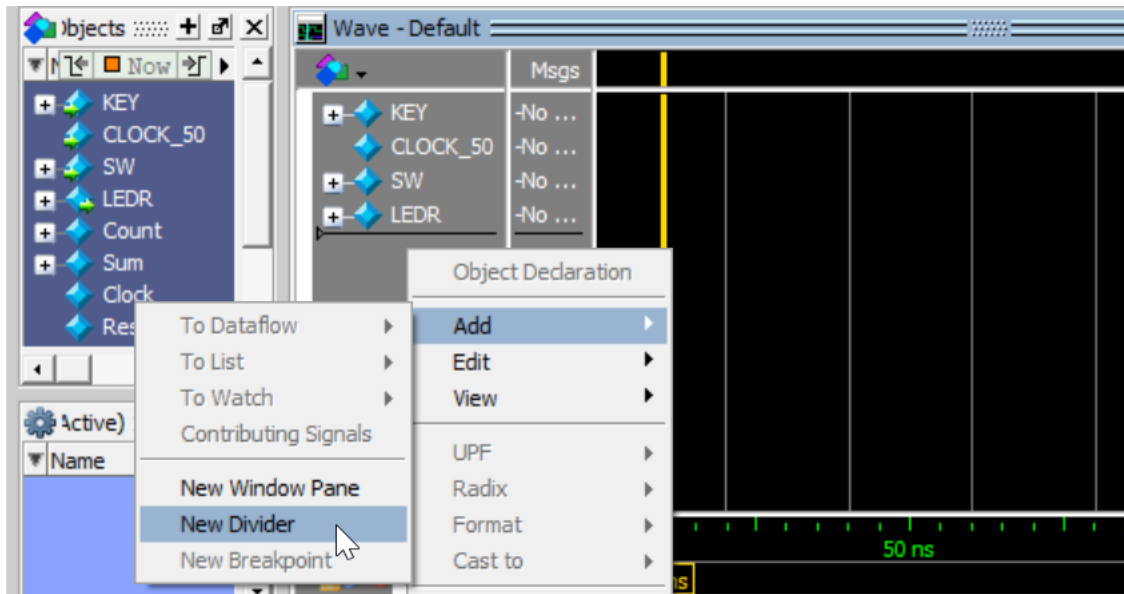 )bjects
Now
KEY
CLOCK_50
SW
LEDR
Count
Sum
Clock
Res
Active)
Name
Wave - Default
Msgs
KEY -No ...
CLOCK_50 -No ...
SW -No ...
LEDR -No ...
Object Declaration
Add
Edit
View
UPF
Radix
Format
Cast to
To Dataflow
To List
To Watch
Contributing Signals
New Window Pane
New Divider
New Breakpoint
50 ns
ns